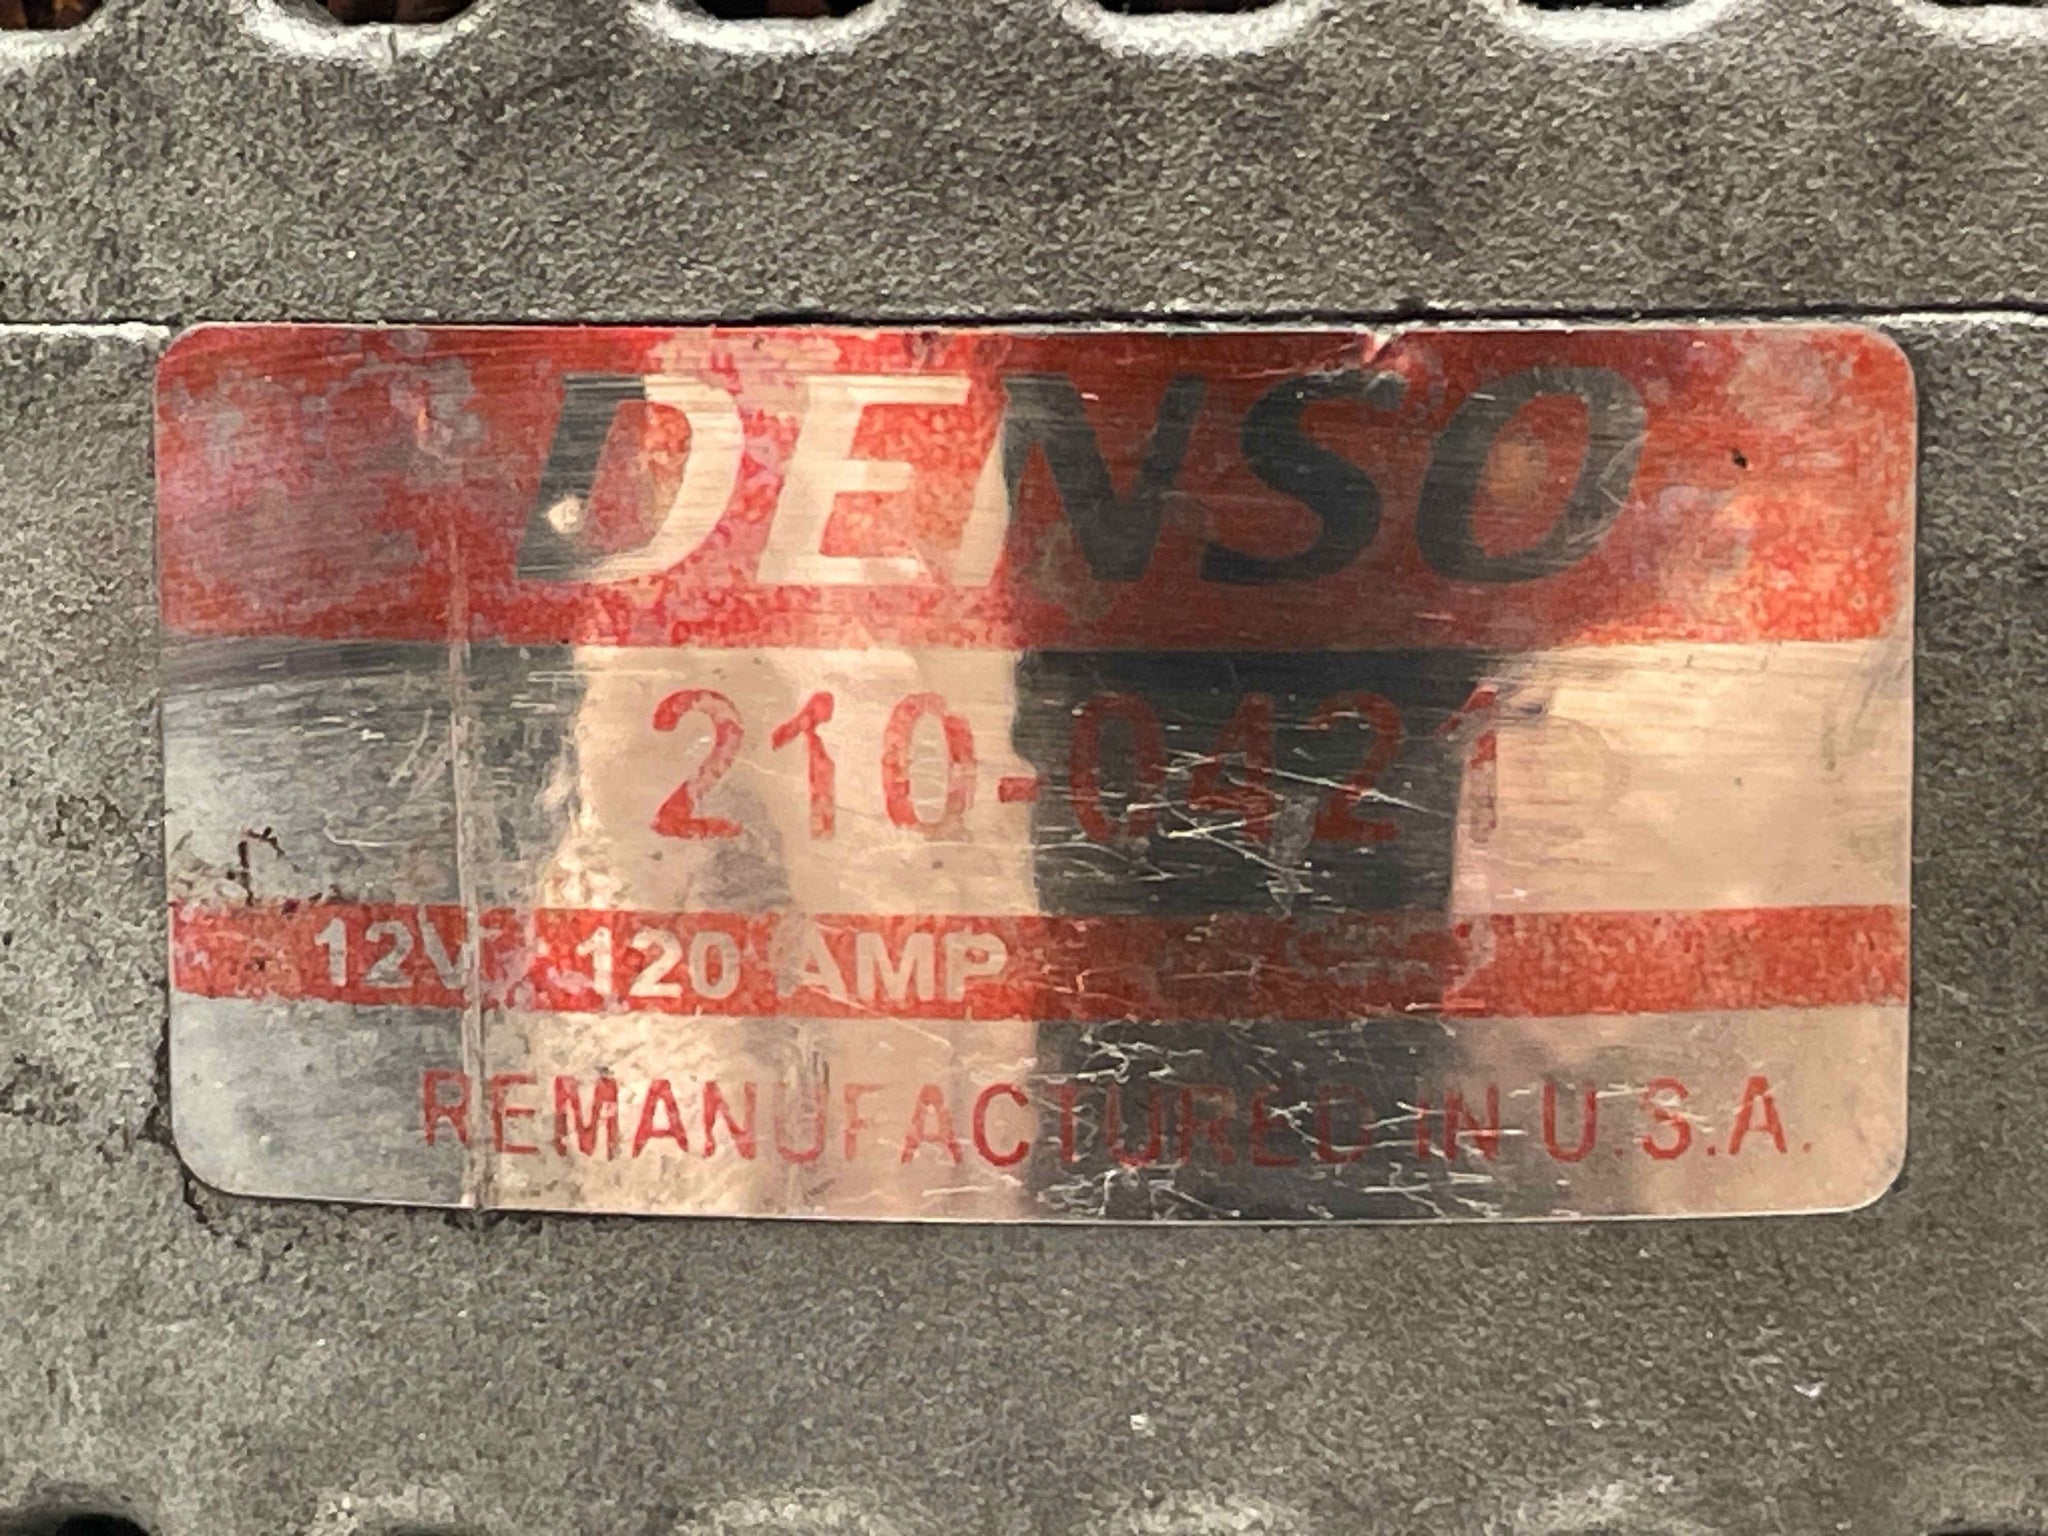 DENSO
210-0421
12V 120 AMP
REMANUFACTURED IN U.S.A.